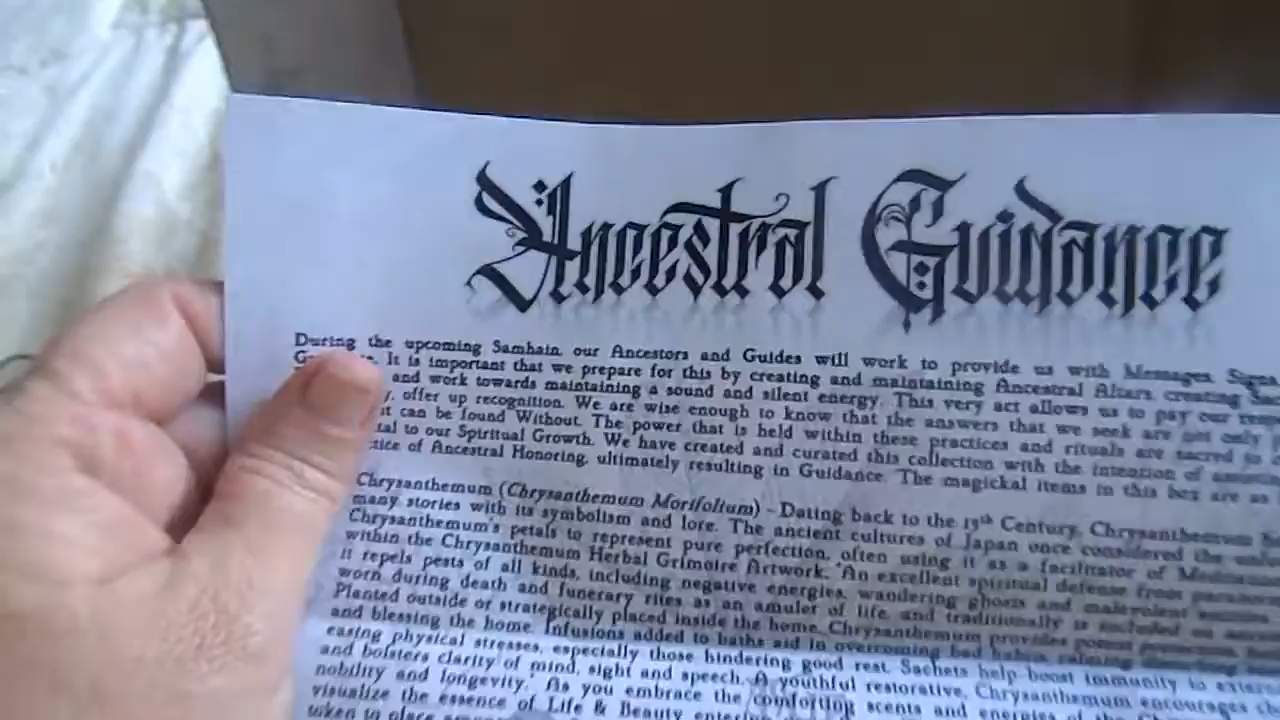 Ancestral Guidance
During the upcoming Samhain our Ancestors and Guides will work to provide us with Messages, Signs,
It is important that we prepare for this by creating and maintaining Ancestral Altars, creating
and work towards maintaining a sound and silent energy. This very act allows us to pay our
offer up recognition. We are wise enough to know that the answers that we seek are not only
can be found Without. The power that is held within these practices and rituals are sacred
to our Spiritual Growth. We have created and curated this collection with the intention of
of Ancestral Honoring, ultimately resulting in Guidance. The magickal items in this box are as
Chrysanthemum (Chrysanthemum Morifolium) - Dating back to the 15th Century, Chrysanthemum
many stories with its symbolism and lore. The ancient cultures of Japan once considered the
Chrysanthemum's petals to represent pure perfection, often using it as a facilitator of
within the Chrysanthemum Herbal Grimoire Artwork: "An excellent spiritual defense from
it repels pests of all kinds, including negative energies, wandering ghosts and malevolent
worn during death and funerary rites as an amulet of life, and traditionally is included
Planted outside or strategically placed inside the home, Chrysanthemum provides potent
and blessing the home. Infusions added to baths aid in overcoming bad habits,
easing physical stresses, especially those hindering good rest. Sachets help boost immunity to
and bolsters clarity of mind, sight and speech. A youthful restorative, Chrysanthemum encourages
nobility and longevity." As you embrace the comforting scents and energies of the
visualize the essence of Life & Beauty
taken to place